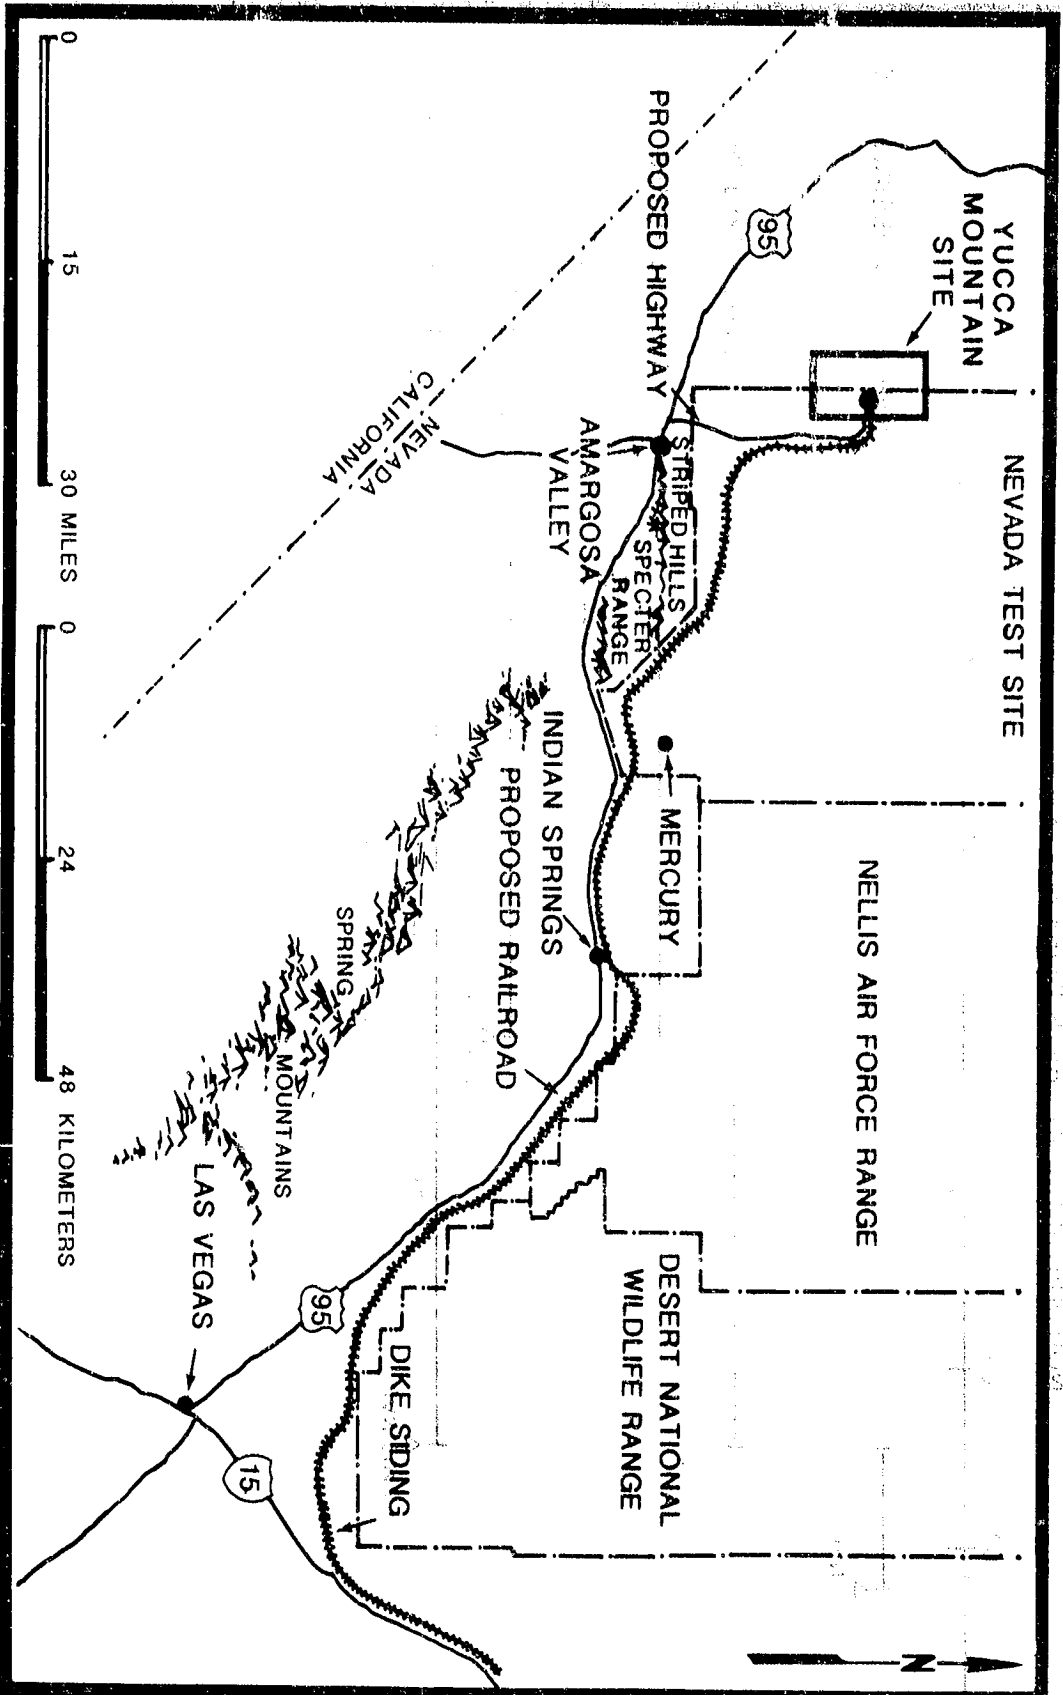 YUCCA
MOUNTAIN
SITE
NEVADA TEST SITE
NELLIS AIR FORCE RANGE
95
PROPOSED HIGHWAY
STRIPED HILLS
SPECTER
RANGE
AMARGOSA
VALLEY
MERCURY
INDIAN SPRINGS
PROPOSED RAILROAD
DESERT NATIONAL
WILDLIFE RANGE
NEVADA
CALIFORNIA
SPRING
MOUNTAINS
DIKE SIDING
95
LAS VEGAS
15
N
0 15 30 MILES
0 24 48 KILOMETERS